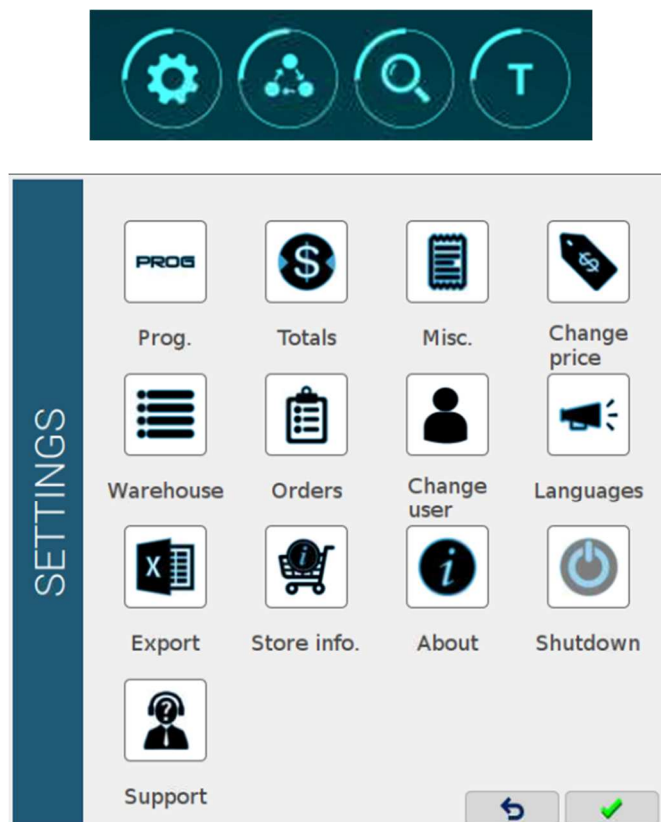 T
SETTINGS
PROG
$
$
Prog.
Totals
Misc.
Change
price
Warehouse
Orders
Change
user
Languages
X
i
i
Export
Store info.
About
Shutdown
?
Support